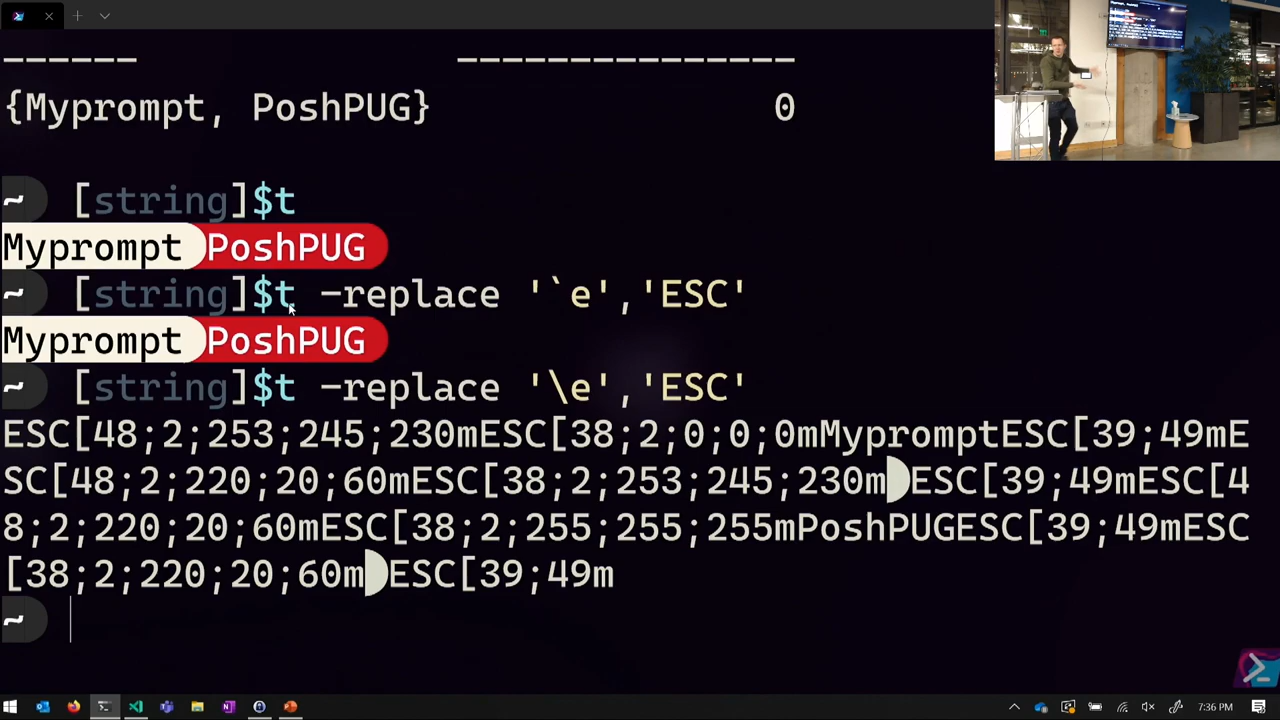 ------ ---------------
{Myprompt, PoshPUG} 0
~ [string]$t
Myprompt PoshPUG
~ [string]$t -replace '`e','ESC'
Myprompt PoshPUG
~ [string]$t -replace '\e','ESC'
ESC[48;2;253;245;230mESC[38;2;0;0;0mMypromptESC[39;49mE
SC[48;2;220;20;60mESC[38;2;253;245;230mESC[39;49mESC[4
8;2;220;20;60mESC[38;2;255;255;255mPoshPUGESC[39;49mESC
[38;2;220;20;60mESC[39;49m
~
7:36 PM